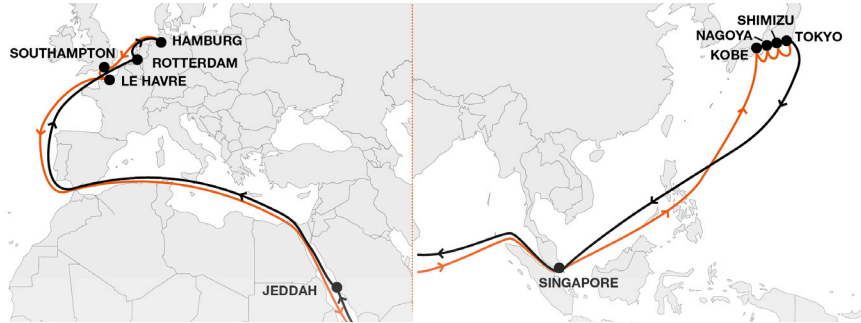 SOUTHAMPTON
HAMBURG
ROTTERDAM
LE HAVRE
JEDDAH
SHIMIZU
NAGOYA
TOKYO
KOBE
SINGAPORE